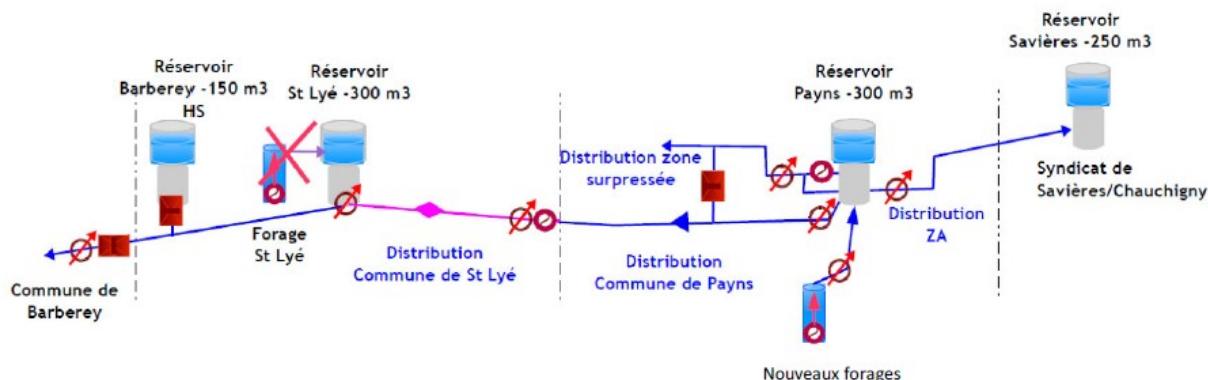 Réservoir
Barberey -150 m3
HS
Réservoir
St Lyé -300 m3
Réservoir
Payns -300 m3
Réservoir
Savières -250 m3
Distribution zone
surpressée
Syndicat de
Savières/Chauchigny
Distribution
ZA
Forage
St Lyé
Distribution
Commune de St Lyé
Distribution
Commune de Payns
Commune de
Barberey
Nouveaux forages